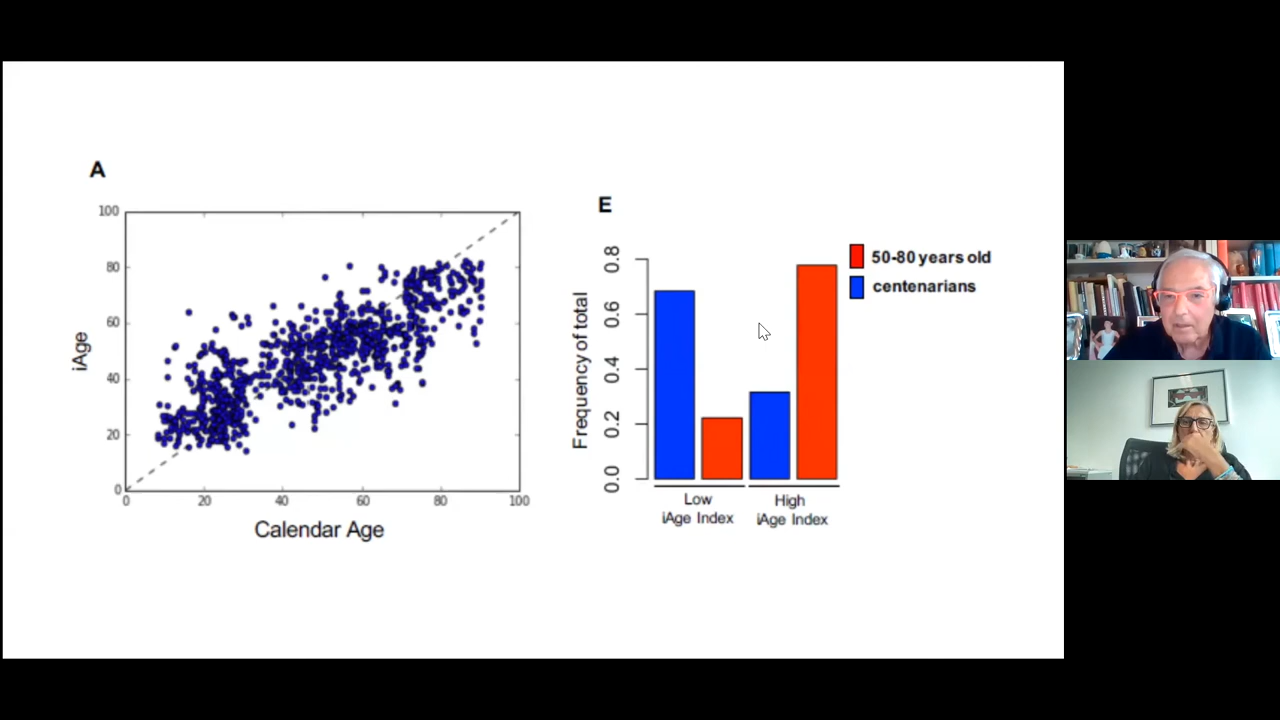 A
100
80
60
40
20
0
iAge
0 20 40 60 80 100
Calendar Age
E
0.8
0.6
0.4
0.2
0.0
Frequency of total
50-80 years old
centenarians
Low
iAge Index
High
iAge Index